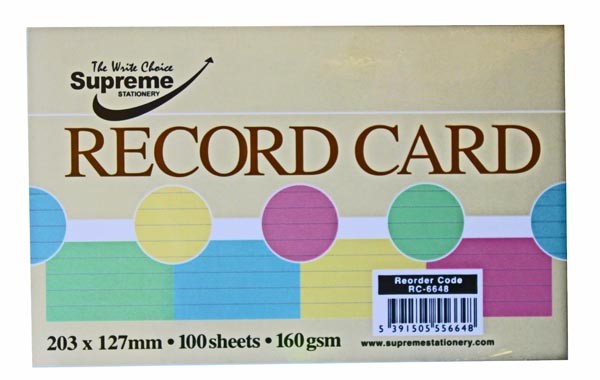 The Write Choice
Supreme
STATIONERY
RECORD CARD
Reorder Code
RC-6648
5 391505 556648
203 x 127mm • 100 sheets • 160 gsm
www.supremestationery.com